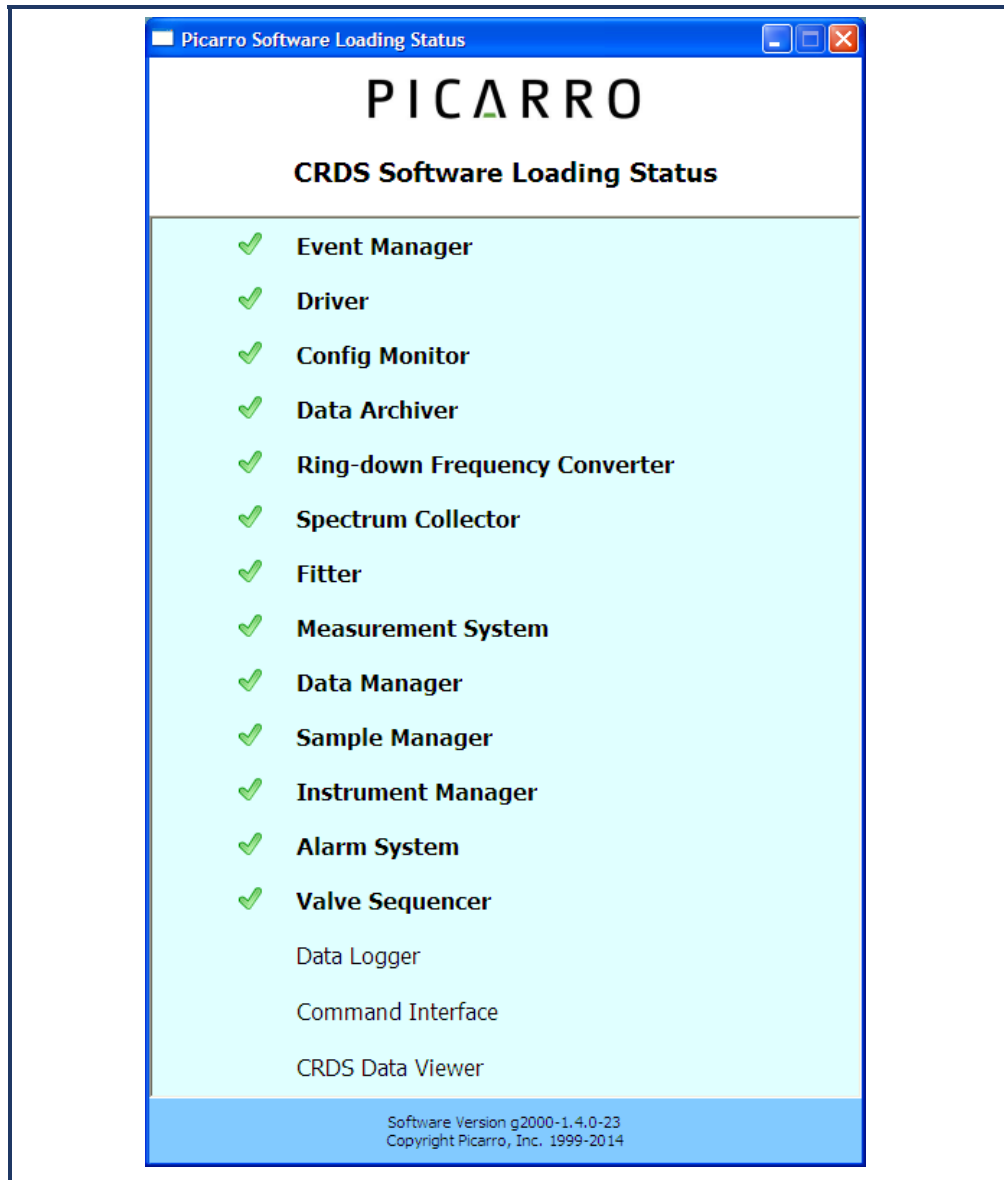 Picarro Software Loading Status
PICARRO
CRDS Software Loading Status
Event Manager
Driver
Config Monitor
Data Archiver
Ring-down Frequency Converter
Spectrum Collector
Fitter
Measurement System
Data Manager
Sample Manager
Instrument Manager
Alarm System
Valve Sequencer
Data Logger
Command Interface
CRDS Data Viewer
Software Version g2000-1.4.0-23
Copyright Picarro, Inc. 1999-2014